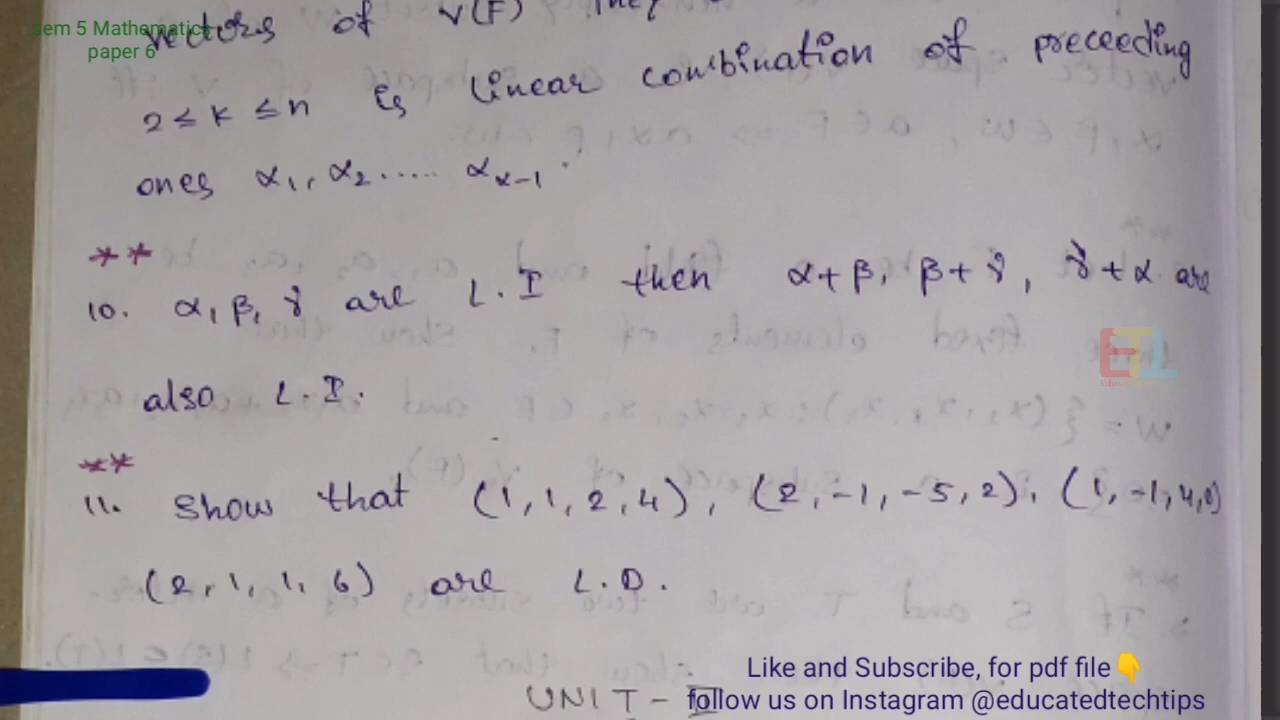 sem 5 Mathematics
paper 6
vectors of V(F)
2 ≤ K ≤ n is linear combination of preceeding
ones α₁, α₂ ..... αₓ₋₁.
**
10. α, β, γ are L.I then α+β, β+γ, γ+α are
also L.I.
**
11. Show that (1,1,2,4), (2,-1,-5,2), (1,-1,4,0)
(2,1,1,6) are L.D.
UNIT - II
Like and Subscribe, for pdf file👇
follow us on Instagram @educatedtechtips